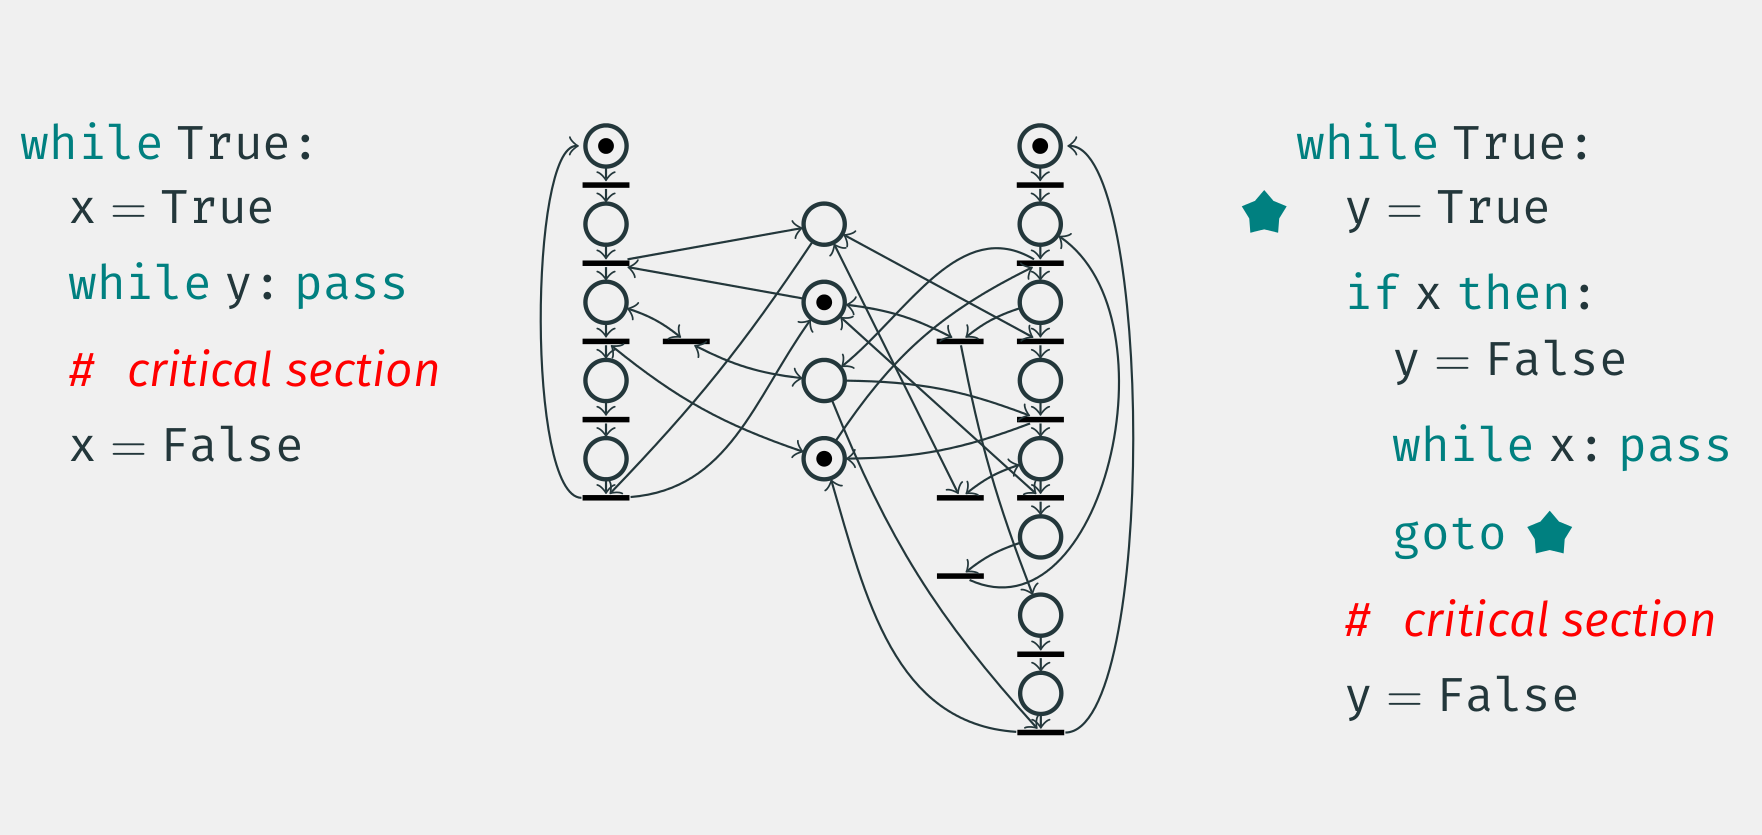 while True:
x = True
while y: pass
# critical section
x = False
while True:
y = True
if x then:
y = False
while x: pass
goto
# critical section
y = False